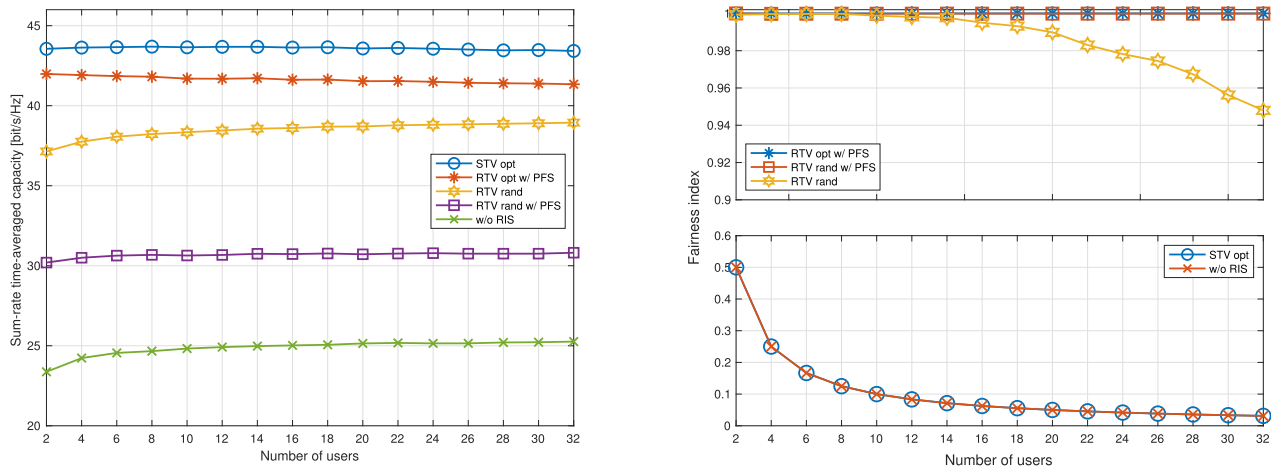 Sum-rate time-averaged capacity [bit/s/Hz]
45
40
35
30
25
20
STV opt
RTV opt w/ PFS
RTV rand
RTV rand w/ PFS
w/o RIS
2 4 6 8 10 12 14 16 18 20 22 24 26 28 30 32
Number of users
Fairness index
1
0.98
0.96
0.94
0.92
0.9
RTV opt w/ PFS
RTV rand w/ PFS
RTV rand
0.6
0.5
0.4
0.3
0.2
0.1
0
STV opt
w/o RIS
2 4 6 8 10 12 14 16 18 20 22 24 26 28 30 32
Number of users